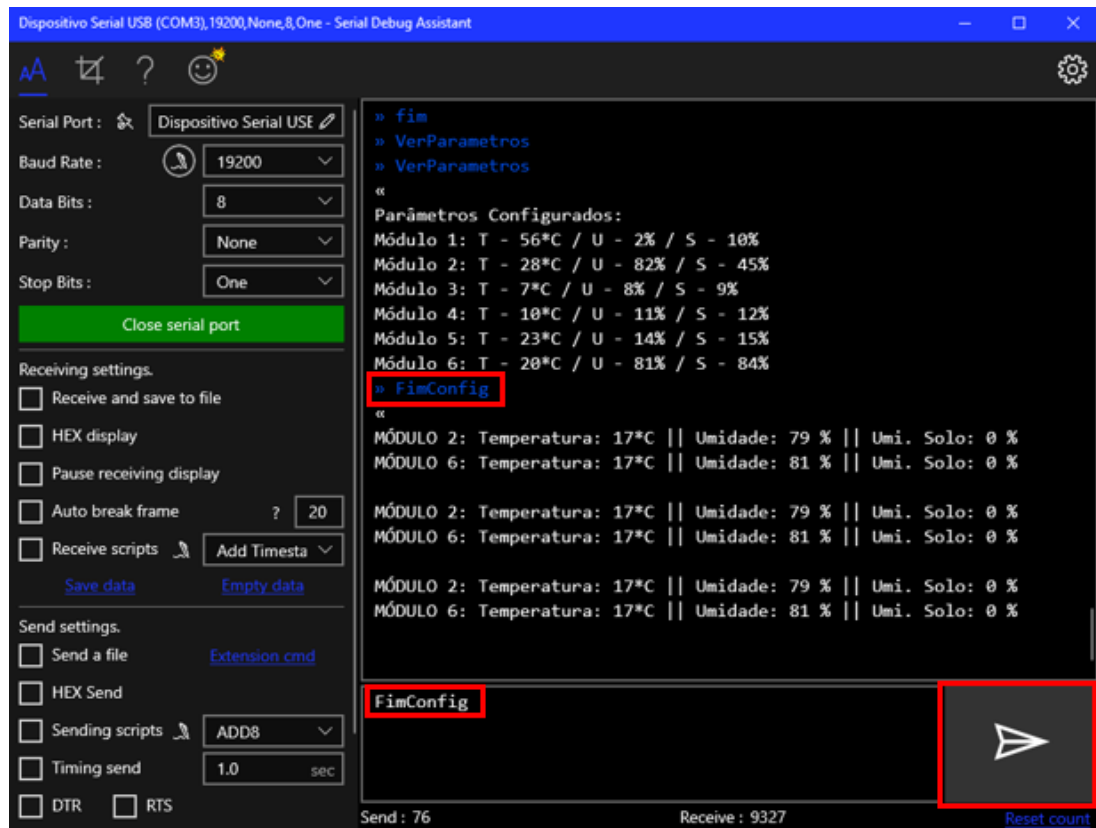 Dispositivo Serial USB (COM3),19200,None,8,One - Serial Debug Assistant
AA ?
Serial Port : Dispositivo Serial USE
Baud Rate : 19200
Data Bits : 8
Parity : None
Stop Bits : One
Close serial port
Receiving settings.
Receive and save to file
HEX display
Pause receiving display
Auto break frame ? 20
Receive scripts Add Timesta
Save data Empty data
Send settings.
Send a file Extension cmd
HEX Send
Sending scripts ADD8
Timing send 1.0 sec
DTR RTS
» fim
» VerParametros
» VerParametros
«
Parâmetros Configurados:
Módulo 1: T - 56*C / U - 2% / S - 10%
Módulo 2: T - 28*C / U - 82% / S - 45%
Módulo 3: T - 7*C / U - 8% / S - 9%
Módulo 4: T - 10*C / U - 11% / S - 12%
Módulo 5: T - 23*C / U - 14% / S - 15%
Módulo 6: T - 20*C / U - 81% / S - 84%
» FimConfig
«
MÓDULO 2: Temperatura: 17*C || Umidade: 79 % || Umi. Solo: 0 %
MÓDULO 6: Temperatura: 17*C || Umidade: 81 % || Umi. Solo: 0 %
MÓDULO 2: Temperatura: 17*C || Umidade: 79 % || Umi. Solo: 0 %
MÓDULO 6: Temperatura: 17*C || Umidade: 81 % || Umi. Solo: 0 %
MÓDULO 2: Temperatura: 17*C || Umidade: 79 % || Umi. Solo: 0 %
MÓDULO 6: Temperatura: 17*C || Umidade: 81 % || Umi. Solo: 0 %
FimConfig
Send : 76 Receive : 9327 Reset count